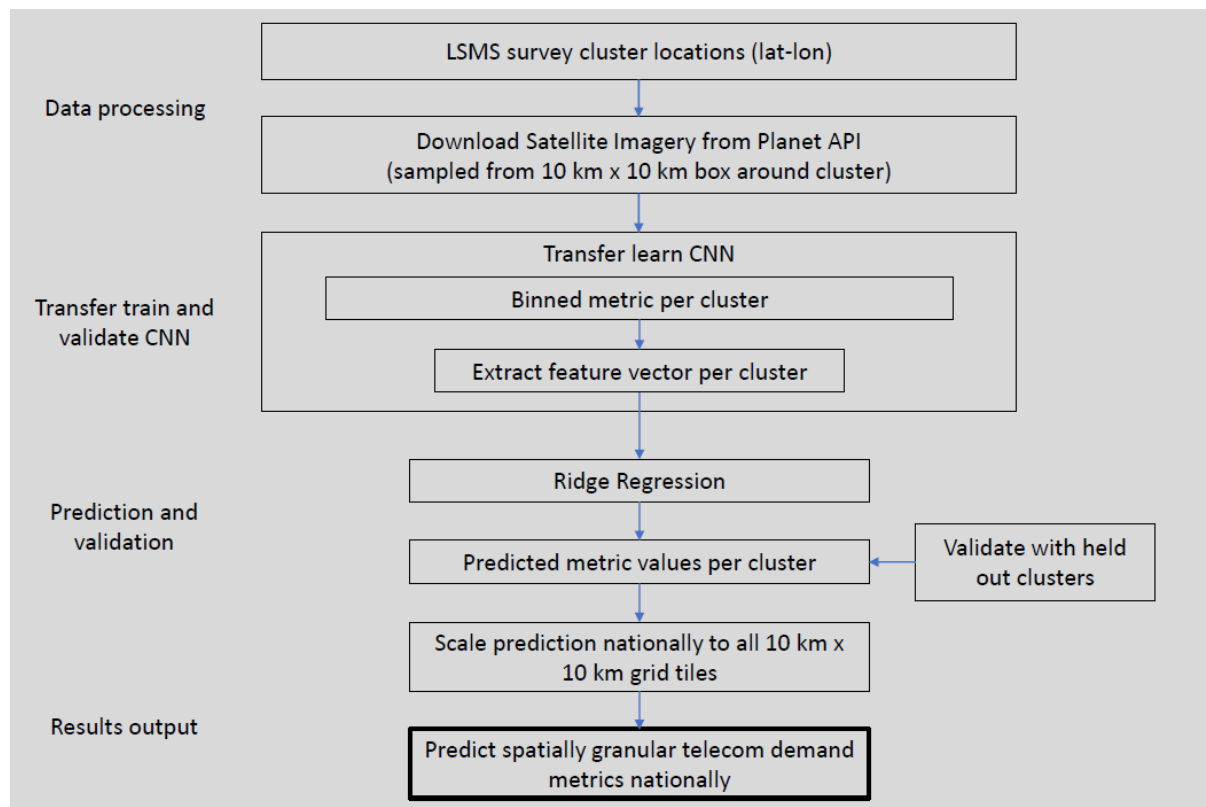 LSMS survey cluster locations (lat-lon)
Data processing
Download Satellite Imagery from Planet API
(sampled from 10 km x 10 km box around cluster)
Transfer learn CNN
Binned metric per cluster
Transfer train and
validate CNN
Extract feature vector per cluster
Ridge Regression
Prediction and
validation
Predicted metric values per cluster
Validate with held
out clusters
Scale prediction nationally to all 10 km x
10 km grid tiles
Results output
Predict spatially granular telecom demand
metrics nationally